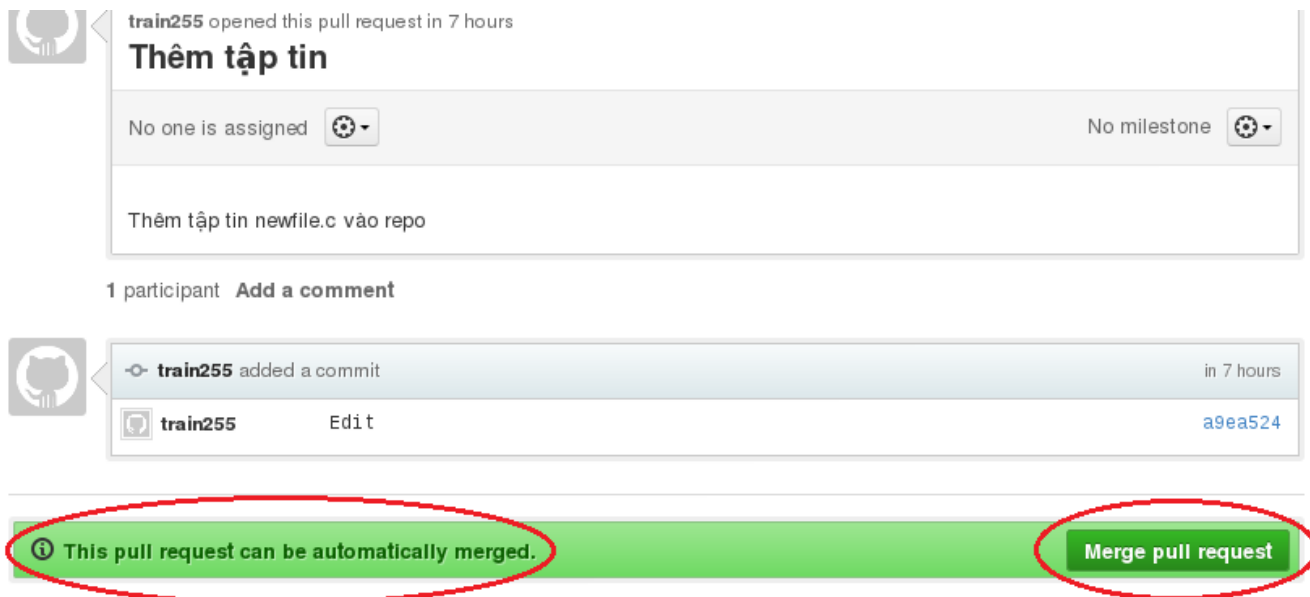 train255 opened this pull request in 7 hours
Thêm tập tin
No one is assigned
No milestone
Thêm tập tin newfile.c vào repo
1 participant Add a comment
train255 added a commit in 7 hours
train255 Edit a9ea524
This pull request can be automatically merged. Merge pull request